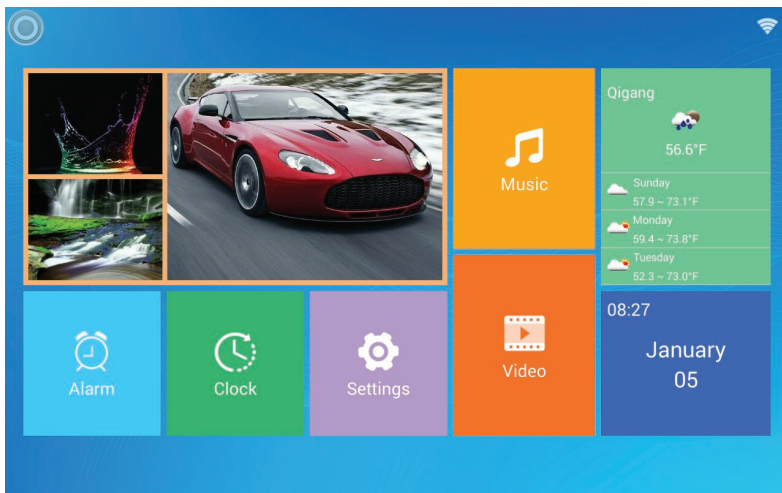 Music
Qigang
56.6°F
Sunday
57.9 ~ 73.1°F
Monday
59.4 ~ 73.8°F
Tuesday
52.3 ~ 73.0°F
Alarm
Clock
Settings
Video
08:27
January
05